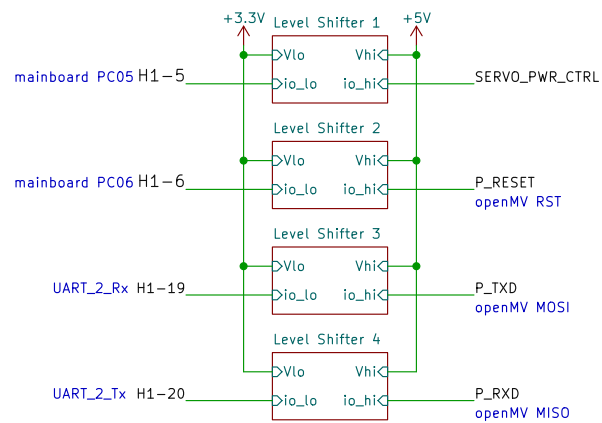 +3.3V Level Shifter 1 +5V
Vlo Vhi
mainboard PC05 H1-5 io_lo io_hi SERVO_PWR_CTRL
Level Shifter 2
Vlo Vhi
mainboard PC06 H1-6 io_lo io_hi P_RESET
openMV RST
Level Shifter 3
Vlo Vhi
UART_2_Rx H1-19 io_lo io_hi P_TXD
openMV MOSI
Level Shifter 4
Vlo Vhi
UART_2_Tx H1-20 io_lo io_hi P_RXD
openMV MISO